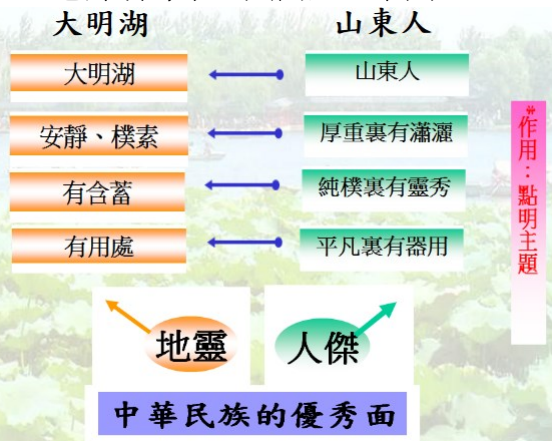 大明湖
山東人
大明湖
山東人
安靜、樸素
厚重裏有瀟灑
有含蓄
純樸裏有靈秀
有用處
平凡裏有器用
*作用：點明主題
地靈
人傑
中華民族的優秀面